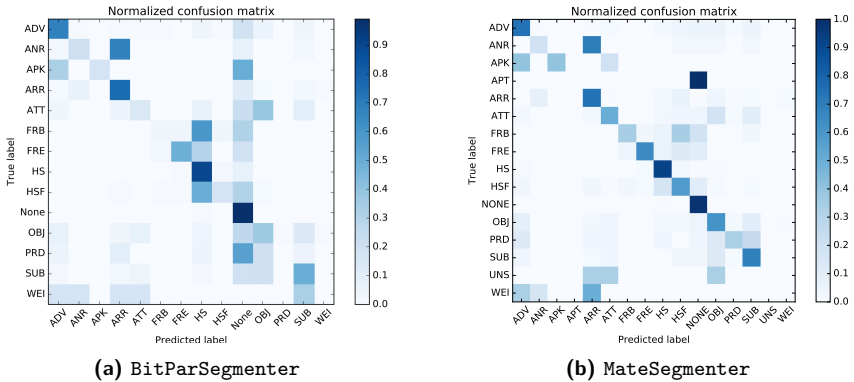 Normalized confusion matrix
True label
ADV
ANR
APK
ARR
ATT
FRB
FRE
HS
HSF
None
OBJ
PRD
SUB
WEI
ADV ANR APK ARR ATT FRB FRE HS HSF None OBJ PRD SUB WEI
Predicted label
0.9
0.8
0.7
0.6
0.5
0.4
0.3
0.2
0.1
0.0
(a) BitParSegmenter
Normalized confusion matrix
True label
ADV
ANR
APK
APT
ARR
ATT
FRB
FRE
HS
HSF
NONE
OBJ
PRD
SUB
UNS
WEI
ADV ANR APK APT ARR ATT FRB FRE HS HSF NONE OBJ PRD SUB UNS WEI
Predicted label
1.0
0.9
0.8
0.7
0.6
0.5
0.4
0.3
0.2
0.1
0.0
(b) MateSegmenter